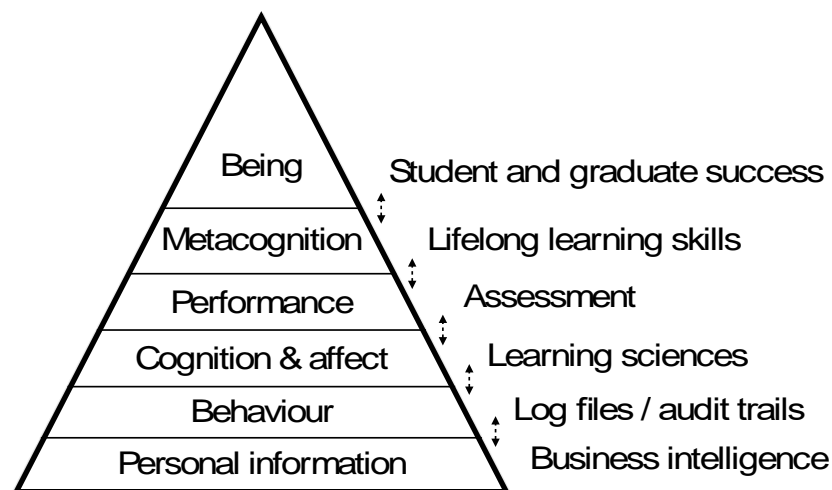 Being
Student and graduate success
Metacognition
Lifelong learning skills
Performance
Assessment
Cognition & affect
Learning sciences
Behaviour
Log files / audit trails
Personal information
Business intelligence